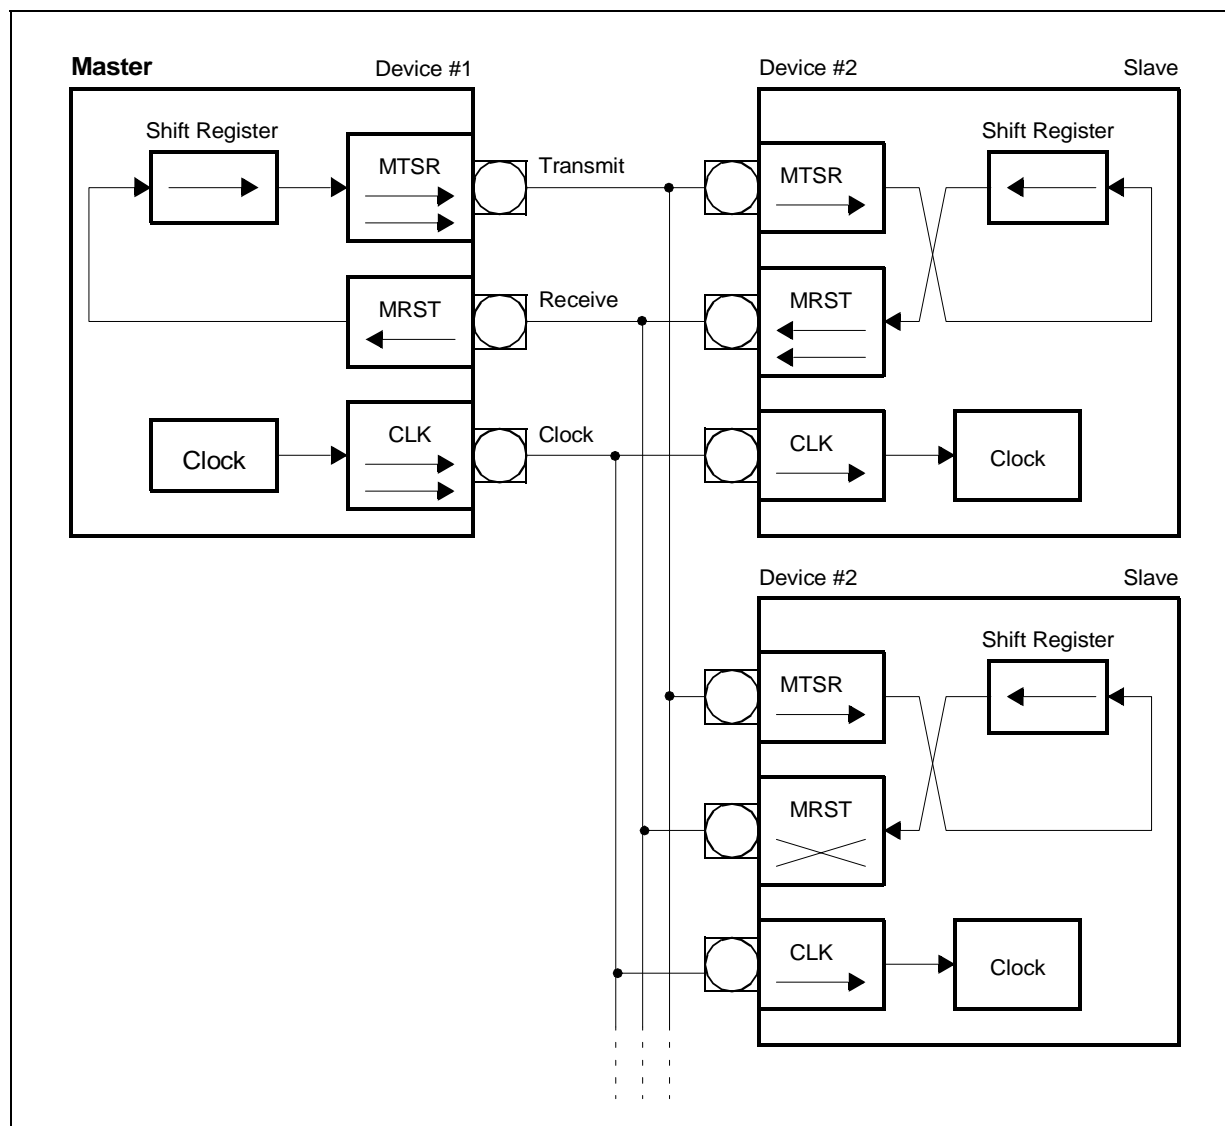 Master Device #1
Shift Register
MTSR
Transmit
MRST
Receive
Clock
CLK
Clock
Device #2 Slave
MTSR
Shift Register
MRST
CLK
Clock
Device #2 Slave
Shift Register
MTSR
MRST
CLK
Clock